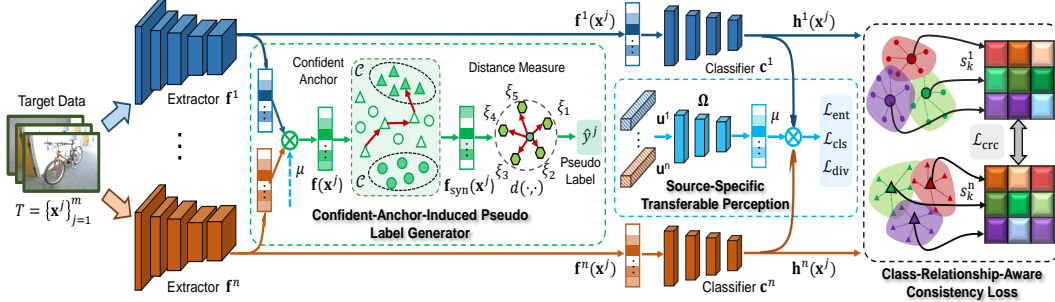 Target Data
T = {x^j}_{j=1}^m
Extractor f^1
Extractor f^n
μ
f(x^j)
Confident
Anchor
C
C
f_syn(x^j)
Distance Measure
ξ_5
ξ_1
ξ_4
ξ_3
ξ_2
d(·,·)
ŷ^j
Pseudo
Label
Confident-Anchor-Induced Pseudo
Label Generator
f^1(x^j)
Classifier c^1
h^1(x^j)
u^1
u^n
Ω
μ
Source-Specific
Transferable Perception
L_ent
L_cls
L_div
f^n(x^j)
Classifier c^n
h^n(x^j)
s_k^1
L_crc
s_k^n
Class-Relationship-Aware
Consistency Loss